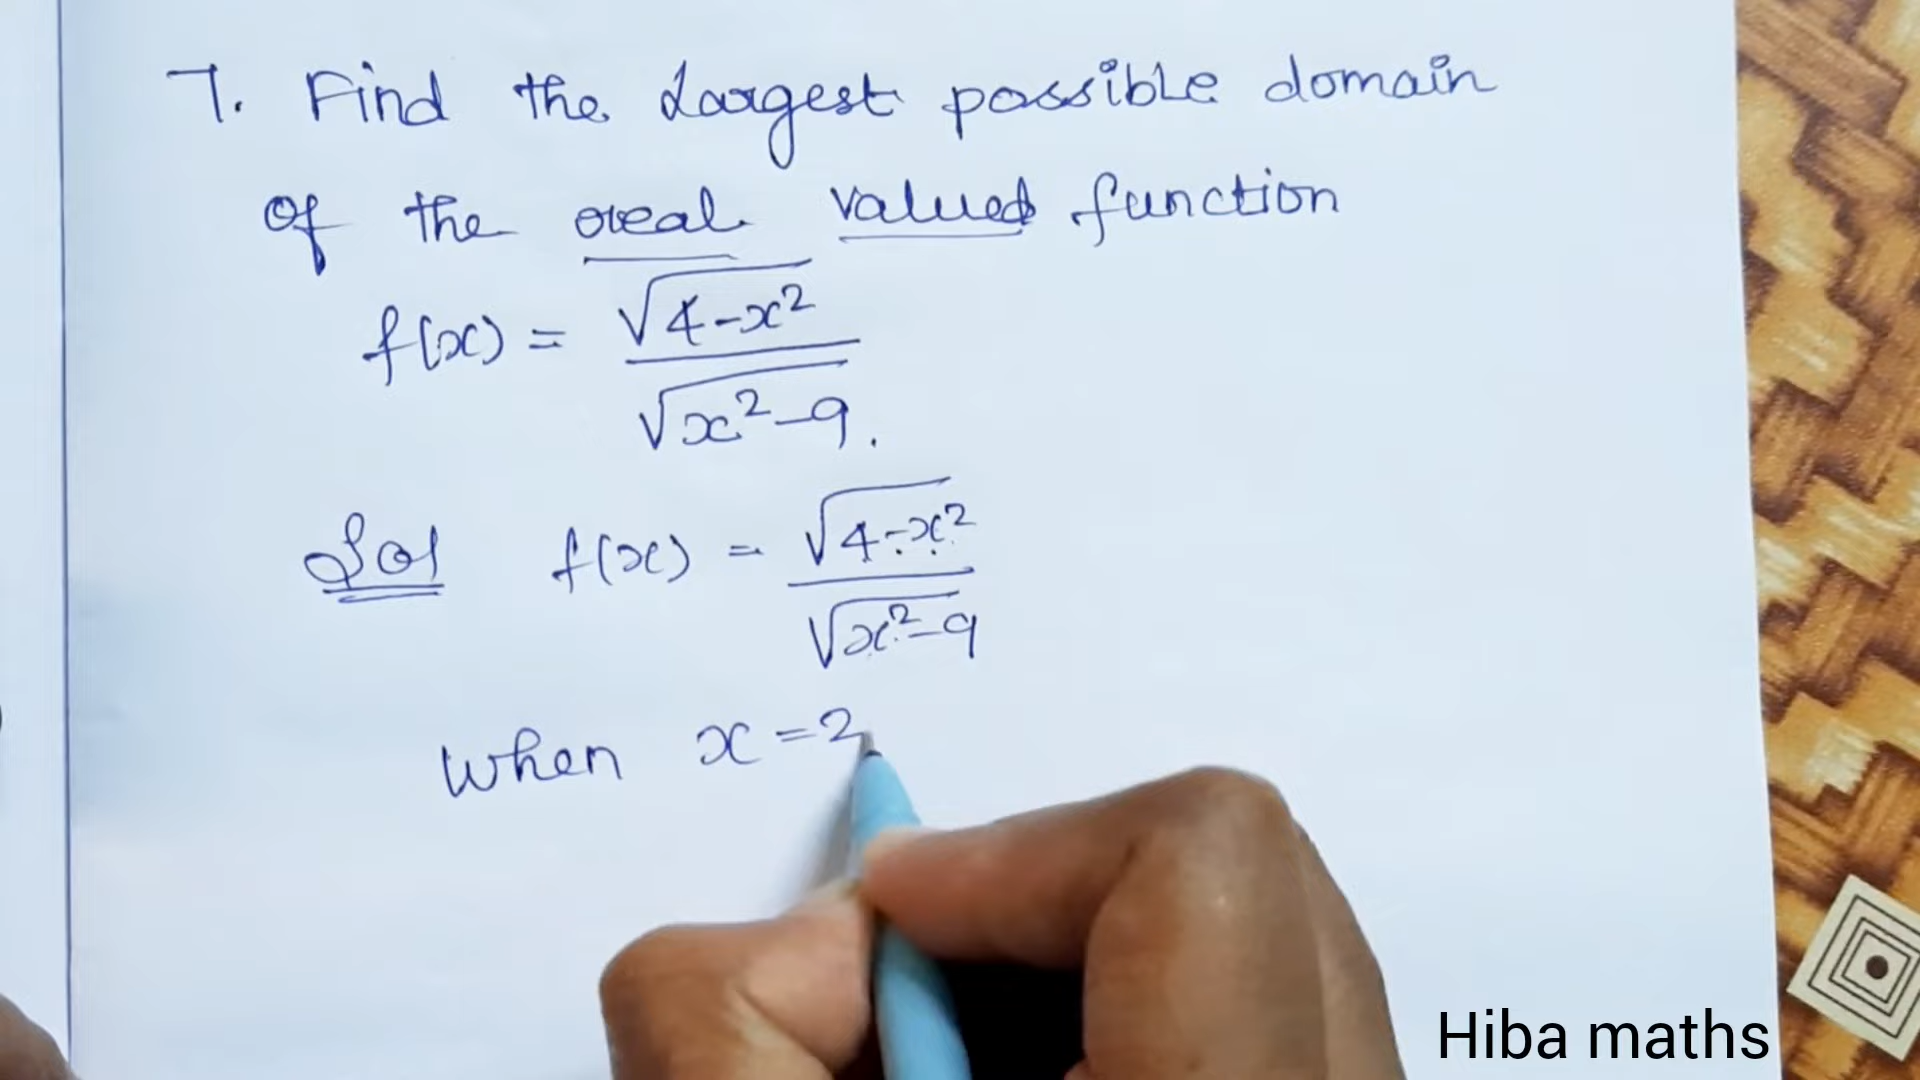 7. Find the largest possible domain
of the real valued function
f(x) = √(4-x²) / √(x²-9).
Sol f(x) = √(4-x²) / √(x²-9)
when x=2
Hiba maths